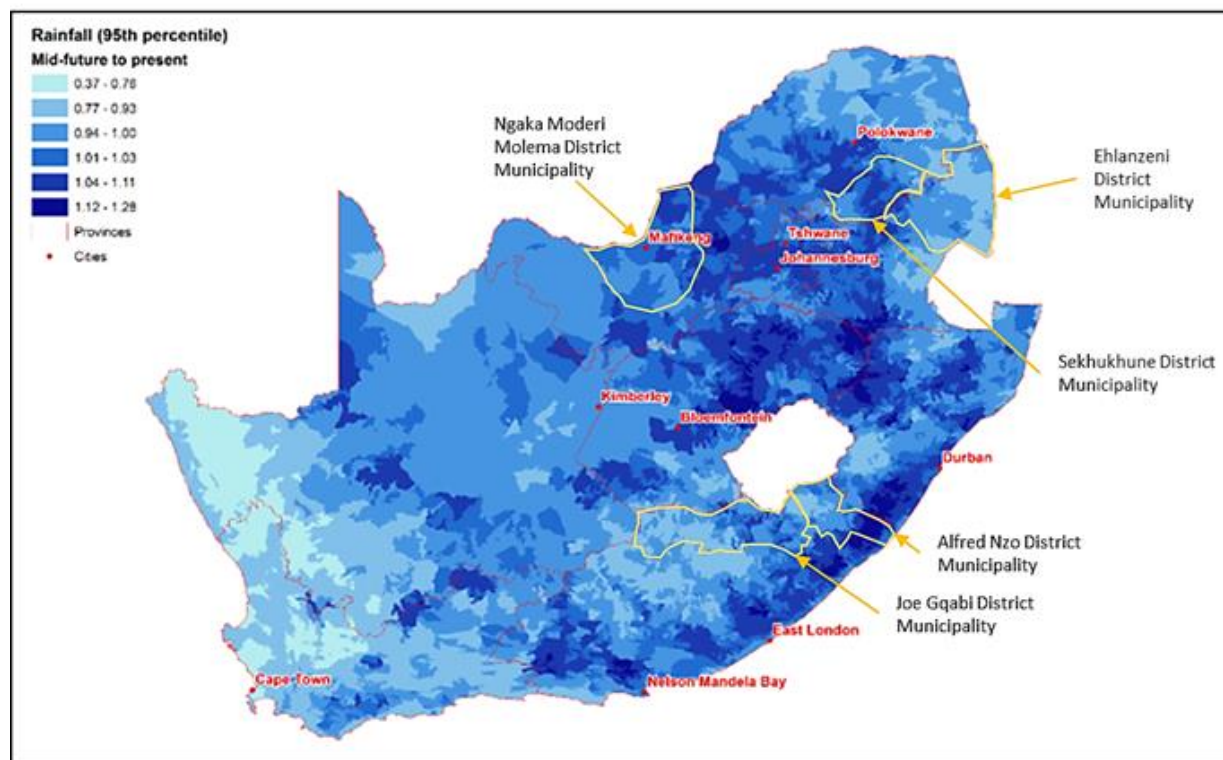 Rainfall (95th percentile)
Mid-future to present
0.37 - 0.76
0.77 - 0.93
0.94 - 1.00
1.01 - 1.03
1.04 - 1.11
1.12 - 1.28
Provinces
Cities
Ngaka Moderi
Molema District
Municipality
Polokwane
Ehlanzeni
District
Municipality
Mafikeng
Tshwane
Johannesburg
Sekhukhune District
Municipality
Kimberley
Bloemfontein
Durban
Alfred Nzo District
Municipality
Joe Gqabi District
Municipality
East London
Cape Town
Nelson Mandela Bay